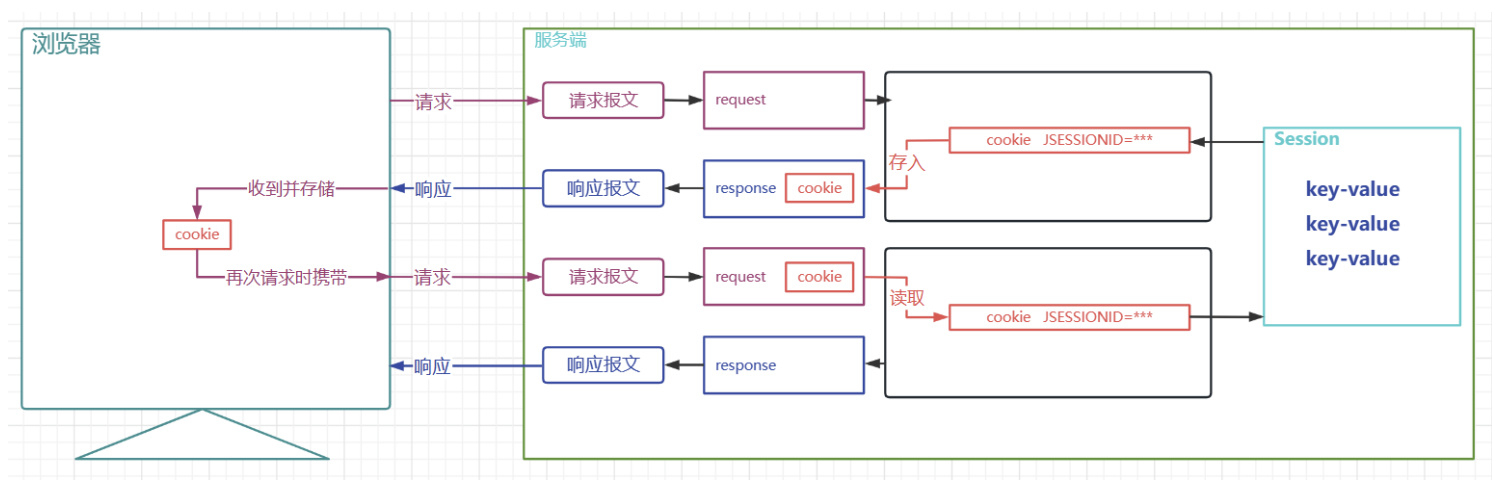 浏览器
服务端
请求
请求报文
request
cookie JSESSIONID=***
存入
Session
key-value
key-value
key-value
收到并存储
响应
响应报文
response
cookie
cookie
再次请求时携带
请求
请求报文
request
cookie
读取
cookie JSESSIONID=***
响应
响应报文
response